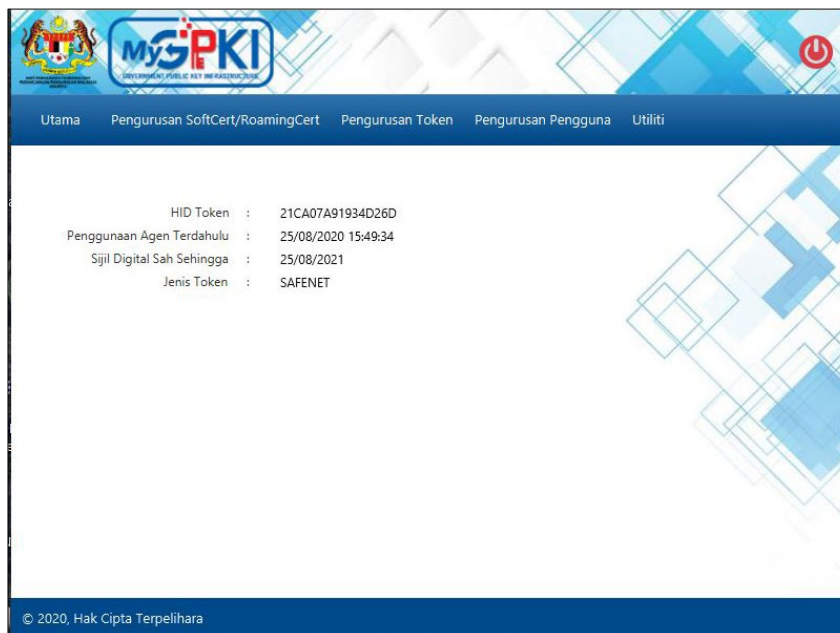 MyGPKI
GOVERNMENT PUBLIC KEY INFRASTRUCTURE
Utama Pengurusan SoftCert/RoamingCert Pengurusan Token Pengurusan Pengguna Utiliti
HID Token : 21CA07A91934D26D
Penggunaan Agen Terdahulu : 25/08/2020 15:49:34
Sijil Digital Sah Sehingga : 25/08/2021
Jenis Token : SAFENET
© 2020, Hak Cipta Terpelihara